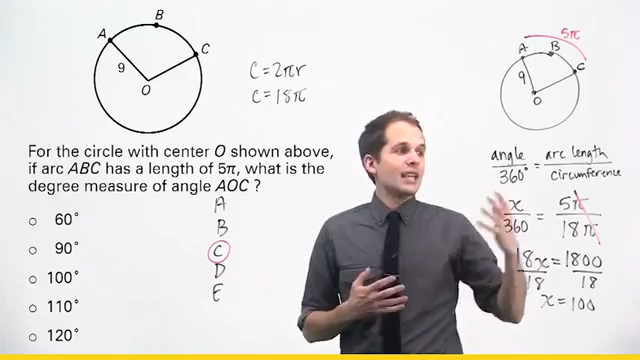 A
B
C
9
O
C = 2πr
C = 18π
For the circle with center O shown above,
if arc ABC has a length of 5π, what is the
degree measure of angle AOC ?
60°
90°
100°
110°
120°
A
B
C
D
E
5π
A
B
C
9
O
angle / 360° = arc length / circumference
x / 360 = 5π / 18π
18x = 1800
18 18
x = 100